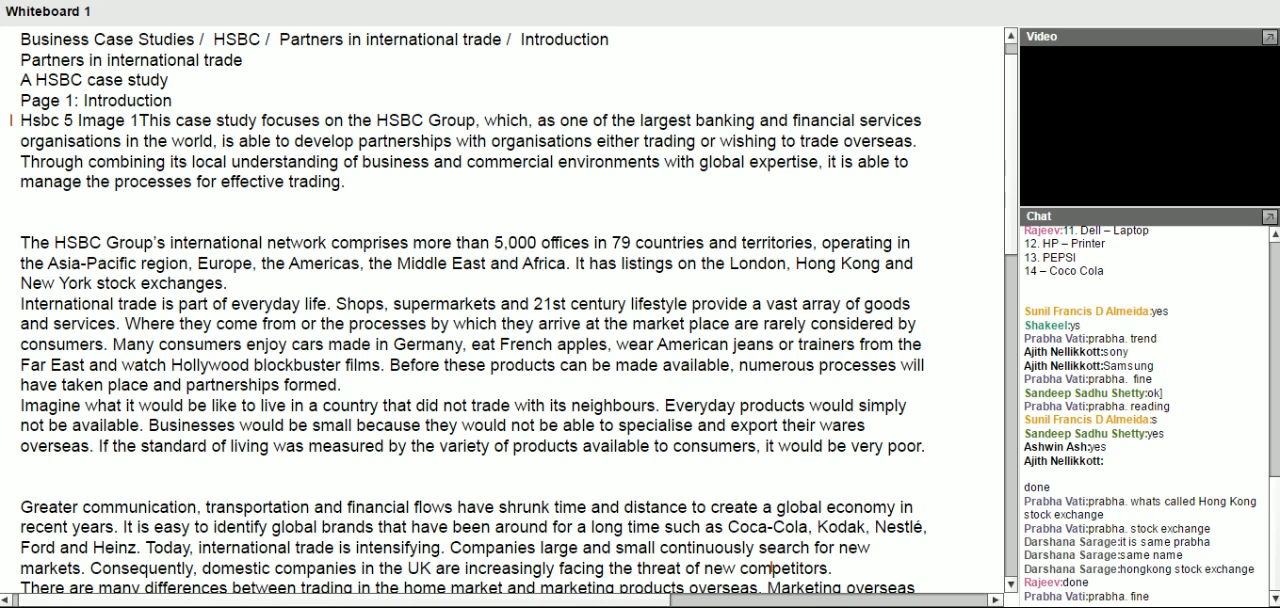 Whiteboard 1
Business Case Studies / HSBC / Partners in international trade / Introduction
Partners in international trade
A HSBC case study
Page 1: Introduction
Hsbc 5 Image 1This case study focuses on the HSBC Group, which, as one of the largest banking and financial services
organisations in the world, is able to develop partnerships with organisations either trading or wishing to trade overseas.
Through combining its local understanding of business and commercial environments with global expertise, it is able to
manage the processes for effective trading.
The HSBC Group's international network comprises more than 5,000 offices in 79 countries and territories, operating in
the Asia-Pacific region, Europe, the Americas, the Middle East and Africa. It has listings on the London, Hong Kong and
New York stock exchanges.
International trade is part of everyday life. Shops, supermarkets and 21st century lifestyle provide a vast array of goods
and services. Where they come from or the processes by which they arrive at the market place are rarely considered by
consumers. Many consumers enjoy cars made in Germany, eat French apples, wear American jeans or trainers from the
Far East and watch Hollywood blockbuster films. Before these products can be made available, numerous processes will
have taken place and partnerships formed.
Imagine what it would be like to live in a country that did not trade with its neighbours. Everyday products would simply
not be available. Businesses would be small because they would not be able to specialise and export their wares
overseas. If the standard of living was measured by the variety of products available to consumers, it would be very poor.
Greater communication, transportation and financial flows have shrunk time and distance to create a global economy in
recent years. It is easy to identify global brands that have been around for a long time such as Coca-Cola, Kodak, Nestlé,
Ford and Heinz. Today, international trade is intensifying. Companies large and small continuously search for new
markets. Consequently, domestic companies in the UK are increasingly facing the threat of new competitors.
There are many differences between trading in the home market and marketing products overseas. Marketing overseas
Video
Chat
Rajeev:11. Dell – Laptop
12. HP – Printer
13. PEPSI
14 – Coco Cola
Sunil Francis D Almeida:yes
Shakeel:ys
Prabha Vati:prabha. trend
Ajith Nellikkott:sony
Ajith Nellikkott:Samsung
Prabha Vati:prabha. fine
Sandeep Sadhu Shetty:ok]
Prabha Vati:prabha. reading
Sunil Francis D Almeida:s
Sandeep Sadhu Shetty:yes
Ashwin Ash:yes
Ajith Nellikkott:
done
Prabha Vati:prabha. whats called Hong Kong
stock exchange
Prabha Vati:prabha. stock exchange
Darshana Sarage:it is same prabha
Darshana Sarage:same name
Darshana Sarage:hongkong stock exchange
Rajeev:done
Prabha Vati:prabha. fine